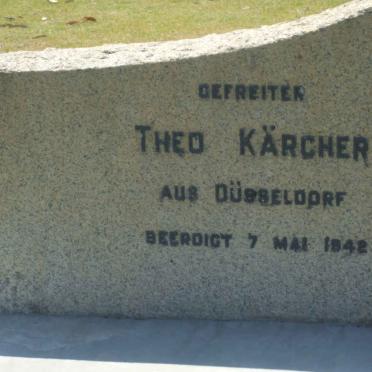 GEFREITER
THEO KÄRCHER
AUS DÜSSELDORF
BEERDIGT 7 MAI 1942